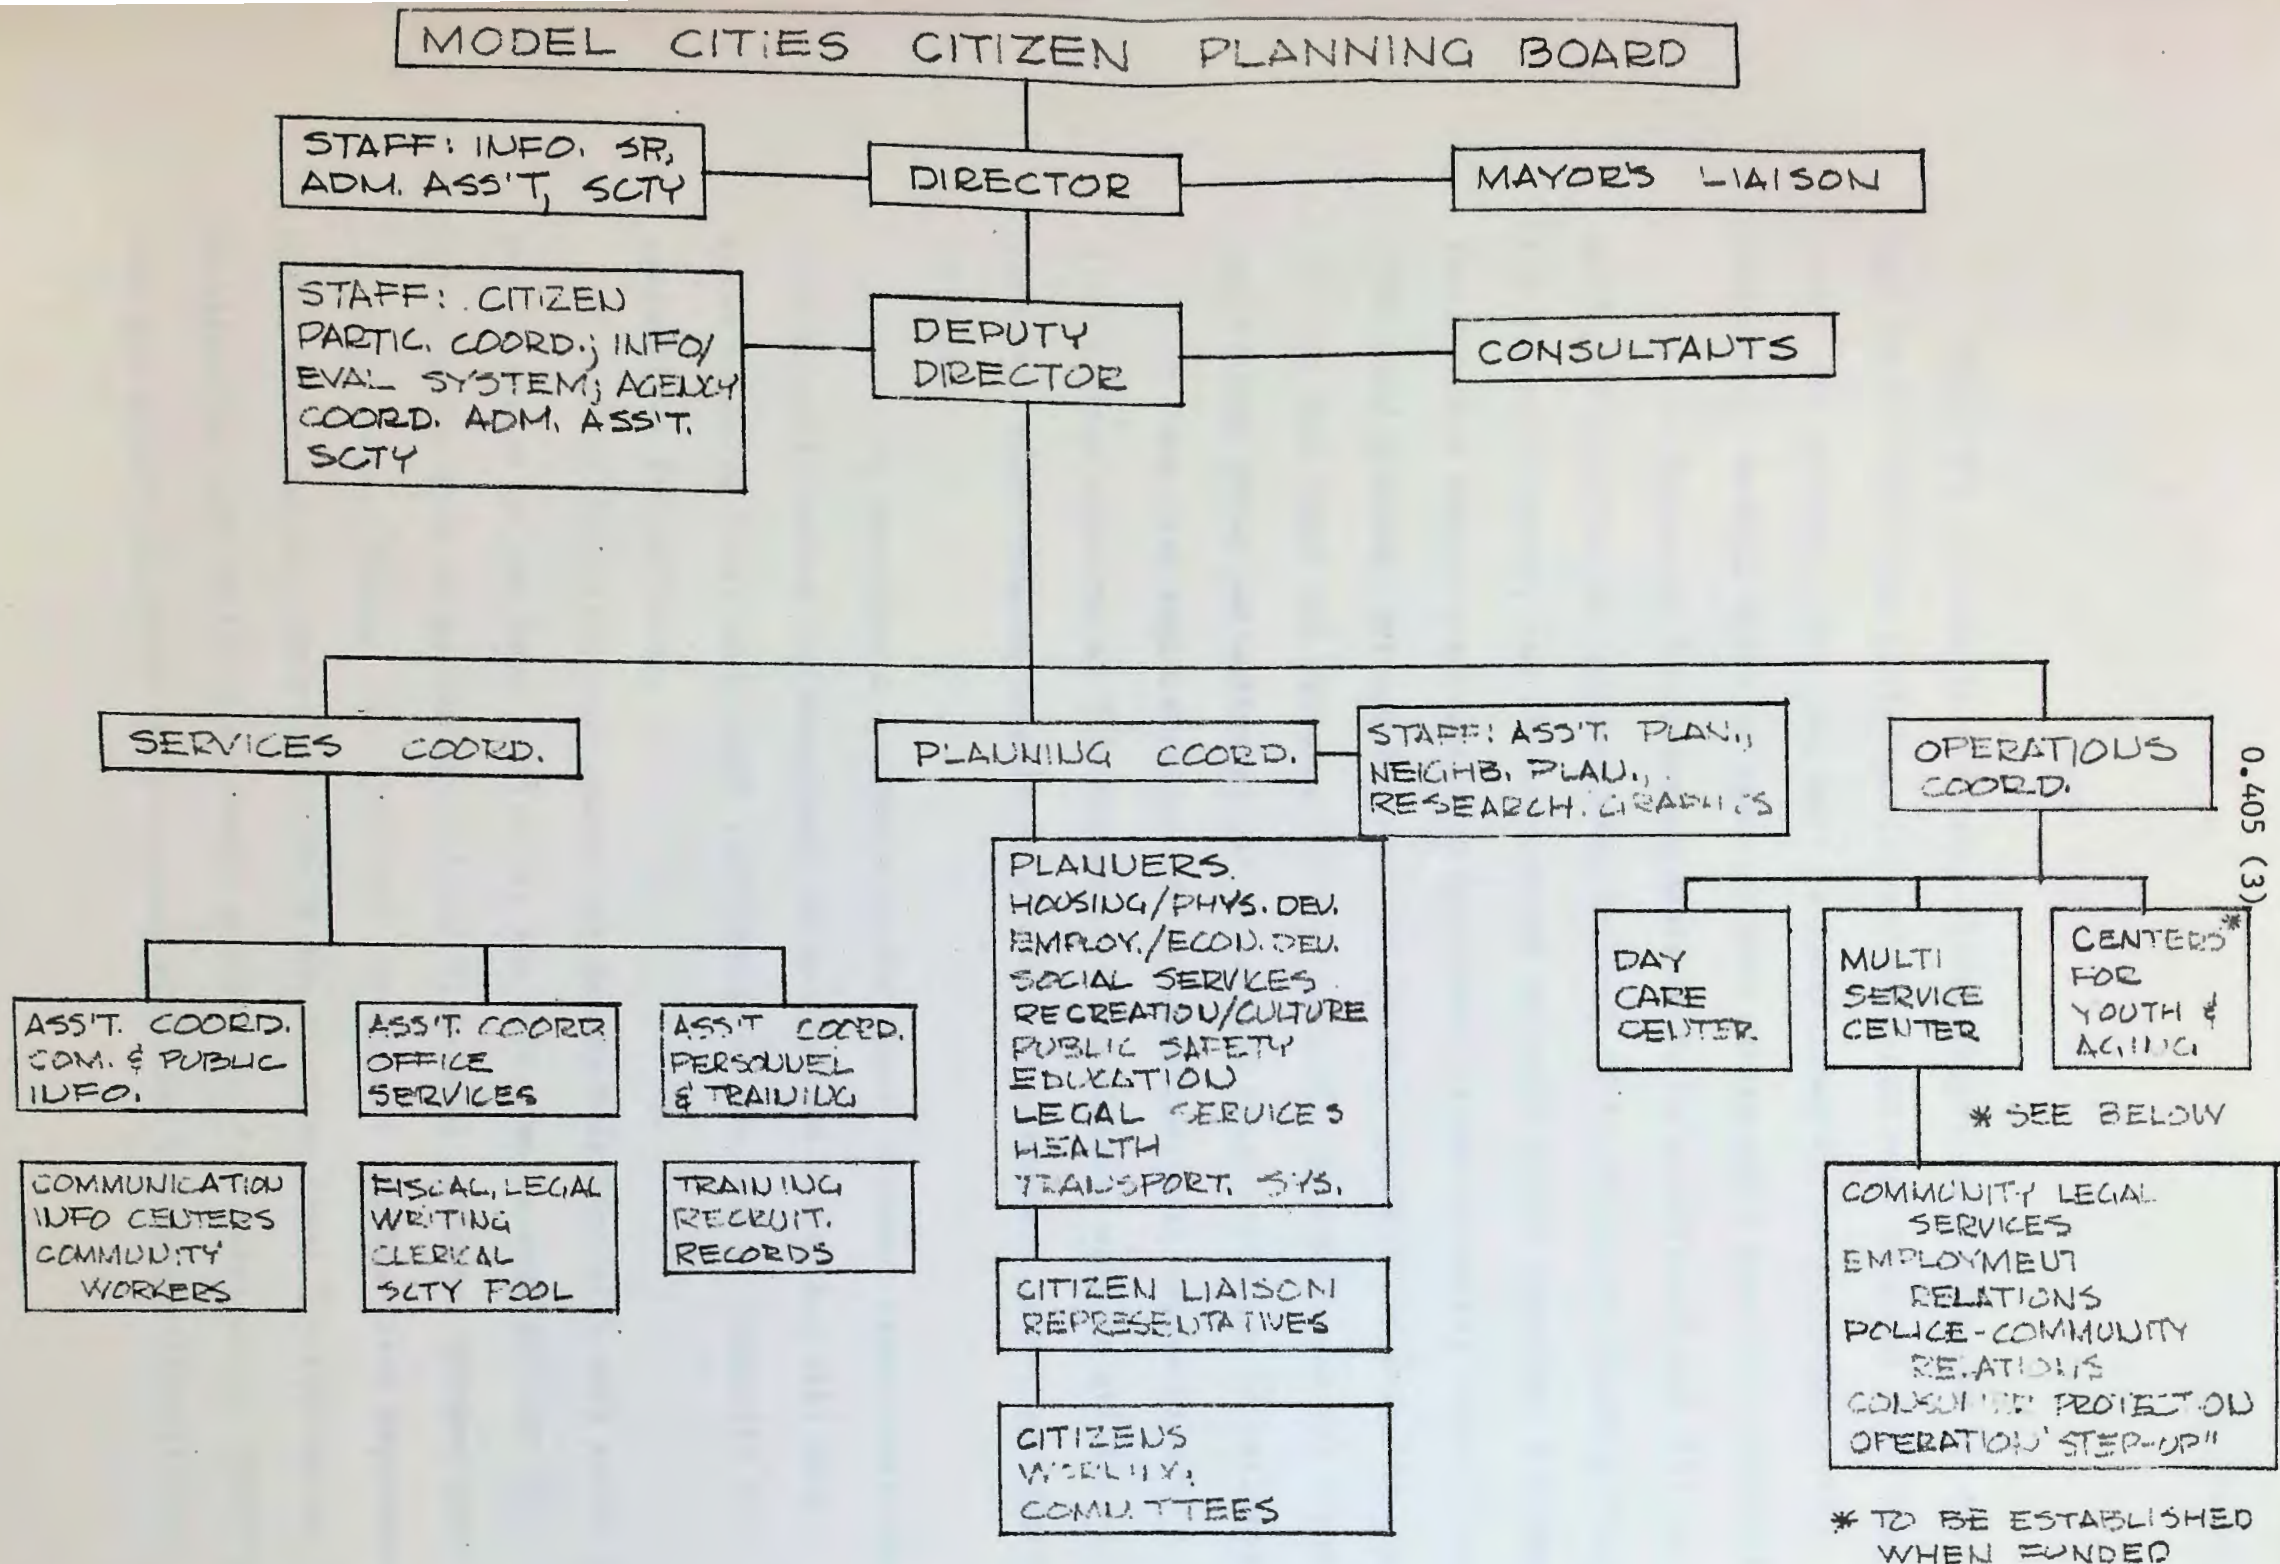 MODEL CITIES CITIZEN PLANNING BOARD
STAFF: INFO. SR,
ADM. ASS'T, SCTY
DIRECTOR
MAYOR'S LIAISON
STAFF: CITIZEN
PARTIC. COORD.; INFO/
EVAL SYSTEM; AGENCY
COORD. ADM. ASS'T.
SCTY
DEPUTY
DIRECTOR
CONSULTANTS
SERVICES COORD.
PLANNING COORD.
STAFF: ASS'T. PLAN.,
NEIGHB. PLAN.,
RESEARCH. GRAPHICS
OPERATIONS
COORD.
0.405 (3)
ASS'T. COORD.
COM. & PUBLIC
INFO.
ASS'T. COORD
OFFICE
SERVICES
ASS'T COORD.
PERSONNEL
& TRAINING
COMMUNICATION
INFO CENTERS
COMMUNITY
WORKERS
FISCAL, LEGAL
WRITING
CLERICAL
SCTY POOL
TRAINING
RECRUIT.
RECORDS
PLANNERS.
HOUSING/PHYS. DEV.
EMPLOY./ECON. DEV.
SOCIAL SERVICES
RECREATION/CULTURE
PUBLIC SAFETY
EDUCATION
LEGAL SERVICES
HEALTH
TRANSPORT. SYS.
CITIZEN LIAISON
REPRESENTATIVES
CITIZENS
WORKING
COMMITTEES
DAY
CARE
CENTER
MULTI
SERVICE
CENTER
CENTERS*
FOR
YOUTH &
AGING
* SEE BELOW
COMMUNITY LEGAL
SERVICES
EMPLOYMENT
RELATIONS
POLICE-COMMUNITY
RELATIONS
CONSUMER PROTECTION
OPERATION "STEP-UP"
* TO BE ESTABLISHED
WHEN FUNDED